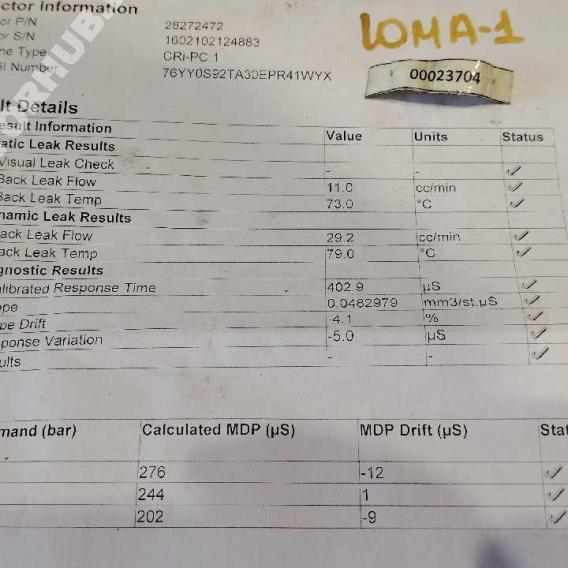 ctor Information
or P/N 28272472
or S/N 1602102124883
ne Type CRI-PC 1
Number 76YY0S92TA30EPR41WYX
LOMA-1
00023704
lt Details
esult Information Value Units Status
atic Leak Results
Visual Leak Check - -
Back Leak Flow 11.0 cc/min
Back Leak Temp 73.0 °C
namic Leak Results
ack Leak Flow 29.2 cc/min
ack Leak Temp 79.0 °C
gnostic Results
librated Response Time 402.9 µS
ope 0.0482979 mm3/st.µS
pe Drift -4.1 %
sponse Variation -5.0 µS
ults - -
mand (bar) Calculated MDP (µS) MDP Drift (µS) Stat
276 -12
244 1
202 -9